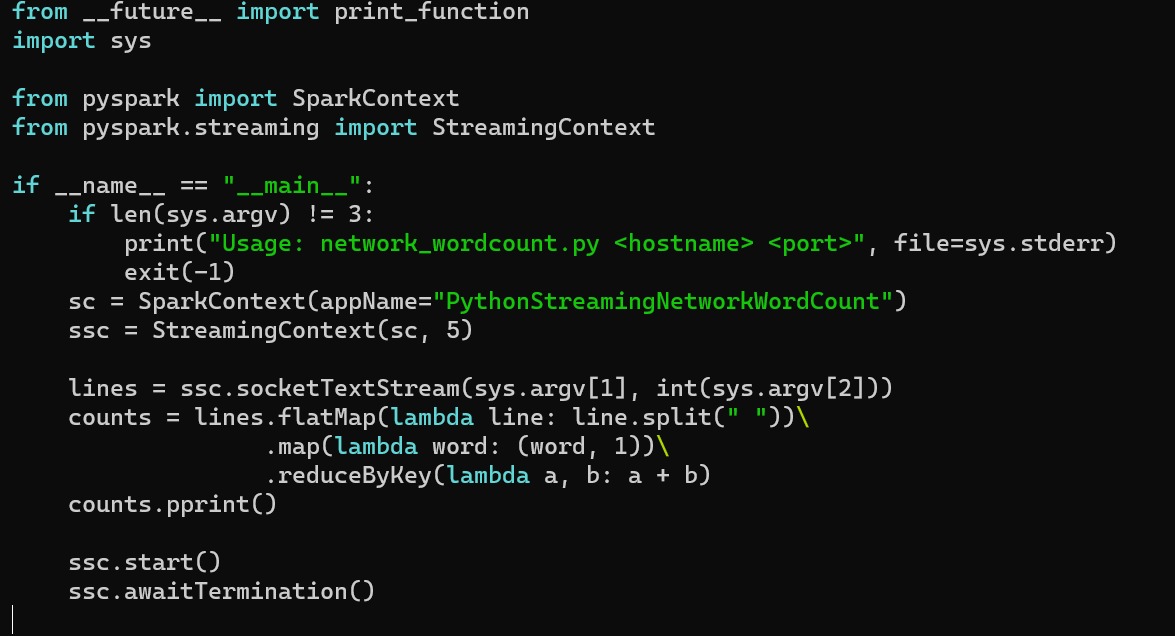 from __future__ import print_function
import sys

from pyspark import SparkContext
from pyspark.streaming import StreamingContext

if __name__ == "__main__":
    if len(sys.argv) != 3:
        print("Usage: network_wordcount.py <hostname> <port>", file=sys.stderr)
        exit(-1)
    sc = SparkContext(appName="PythonStreamingNetworkWordCount")
    ssc = StreamingContext(sc, 5)

    lines = ssc.socketTextStream(sys.argv[1], int(sys.argv[2]))
    counts = lines.flatMap(lambda line: line.split(" "))\
                  .map(lambda word: (word, 1))\
                  .reduceByKey(lambda a, b: a + b)
    counts.pprint()

    ssc.start()
    ssc.awaitTermination()